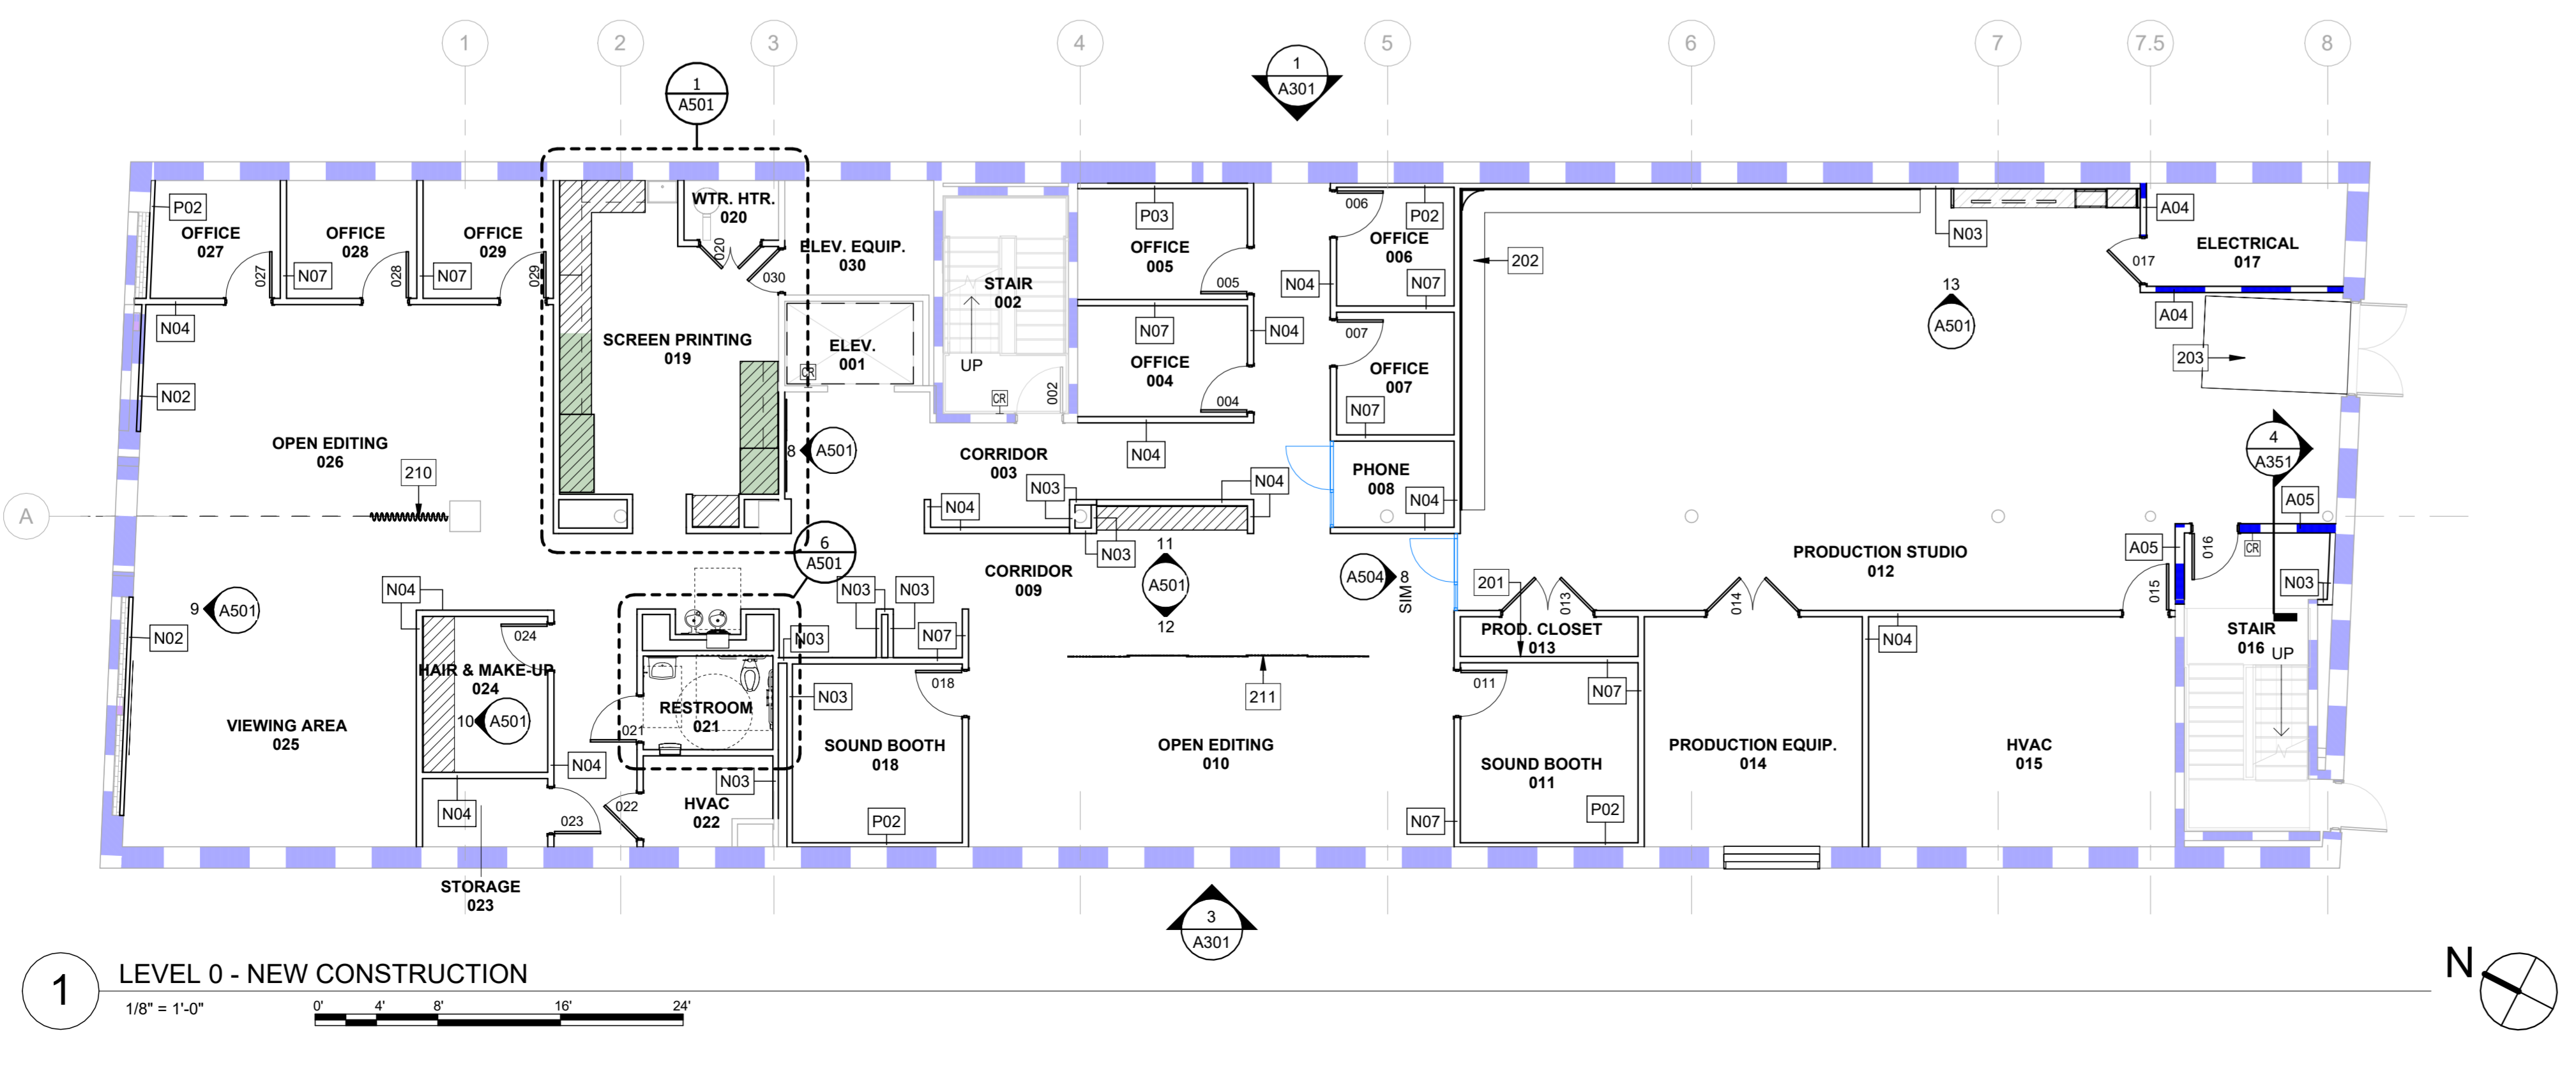 1
2
3
4
5
6
7
7.5
8
1
A501
1
A301
P02
OFFICE
027
027
N07
OFFICE
028
028
N07
OFFICE
029
029
WTR. HTR.
020
020
ELEV. EQUIP.
030
030
STAIR
002
UP
CR
002
P03
OFFICE
005
005
006
P02
OFFICE
006
N04
N07
202
N03
A04
ELECTRICAL
017
017
A04
203
13
A501
N04
N02
SCREEN PRINTING
019
ELEV.
001
CR
N07
OFFICE
004
004
N04
007
OFFICE
007
N07
OPEN EDITING
026
210
8
A501
CORRIDOR
003
N04
N03
N04
N04
N03
PHONE
008
N04
4
A351
A
A05
6
A501
CORRIDOR
009
11
A501
12
A504
8
SIM
201
PRODUCTION STUDIO
012
A05
016
CR
N03
015
9
A501
N02
N04
024
HAIR & MAKE-UP
024
10
A501
N03
N03
N03
N07
018
013
PROD. CLOSET
013
014
N04
STAIR
016
UP
VIEWING AREA
025
RESTROOM
021
021
N03
SOUND BOOTH
018
211
OPEN EDITING
010
011
N07
SOUND BOOTH
011
PRODUCTION EQUIP.
014
HVAC
015
N04
N03
HVAC
022
022
N04
023
P02
N07
P02
STORAGE
023
3
A301
1
LEVEL 0 - NEW CONSTRUCTION
1/8" = 1'-0"
0'
4'
8'
16'
24'
N